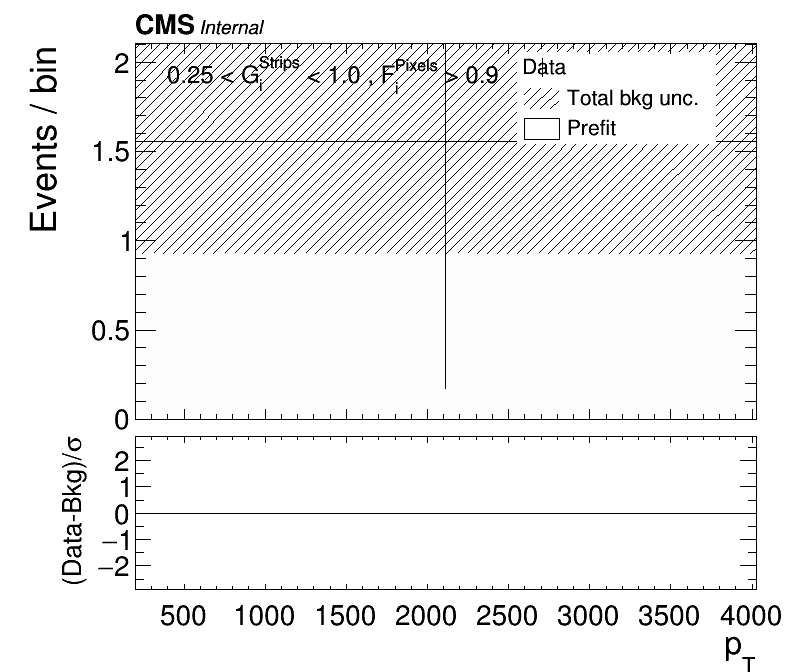 CMS Internal
Events / bin
2
1.5
1
0.5
0
0.25 < G_i^Strips < 1.0 , F_i^Pixels > 0.9
Data
Total bkg unc.
Prefit
(Data-Bkg)/σ
2
1
0
−1
−2
500 1000 1500 2000 2500 3000 3500 4000
p_T